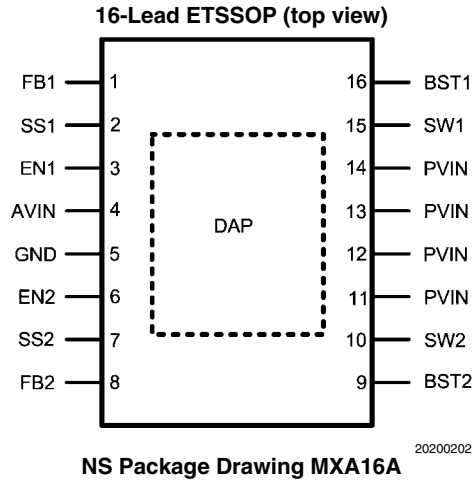 16-Lead ETSSOP (top view)
FB1 1 16 BST1
SS1 2 15 SW1
EN1 3 14 PVIN
AVIN 4 13 PVIN
DAP
GND 5 12 PVIN
EN2 6 11 PVIN
SS2 7 10 SW2
FB2 8 9 BST2
20200202
NS Package Drawing MXA16A